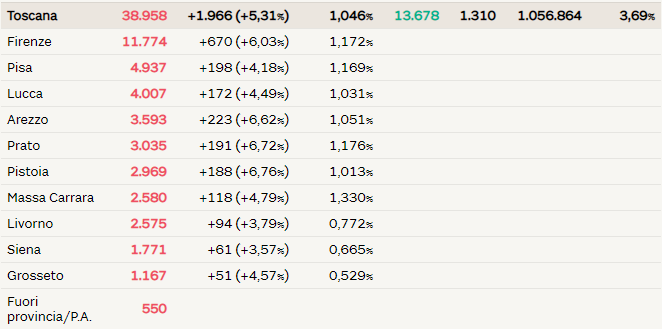 Toscana 38.958 +1.966 (+5,31%) 1,046% 13.678 1.310 1.056.864 3,69%
Firenze 11.774 +670 (+6,03%) 1,172%
Pisa 4.937 +198 (+4,18%) 1,169%
Lucca 4.007 +172 (+4,49%) 1,031%
Arezzo 3.593 +223 (+6,62%) 1,051%
Prato 3.035 +191 (+6,72%) 1,176%
Pistoia 2.969 +188 (+6,76%) 1,013%
Massa Carrara 2.580 +118 (+4,79%) 1,330%
Livorno 2.575 +94 (+3,79%) 0,772%
Siena 1.771 +61 (+3,57%) 0,665%
Grosseto 1.167 +51 (+4,57%) 0,529%
Fuori
provincia/P.A. 550